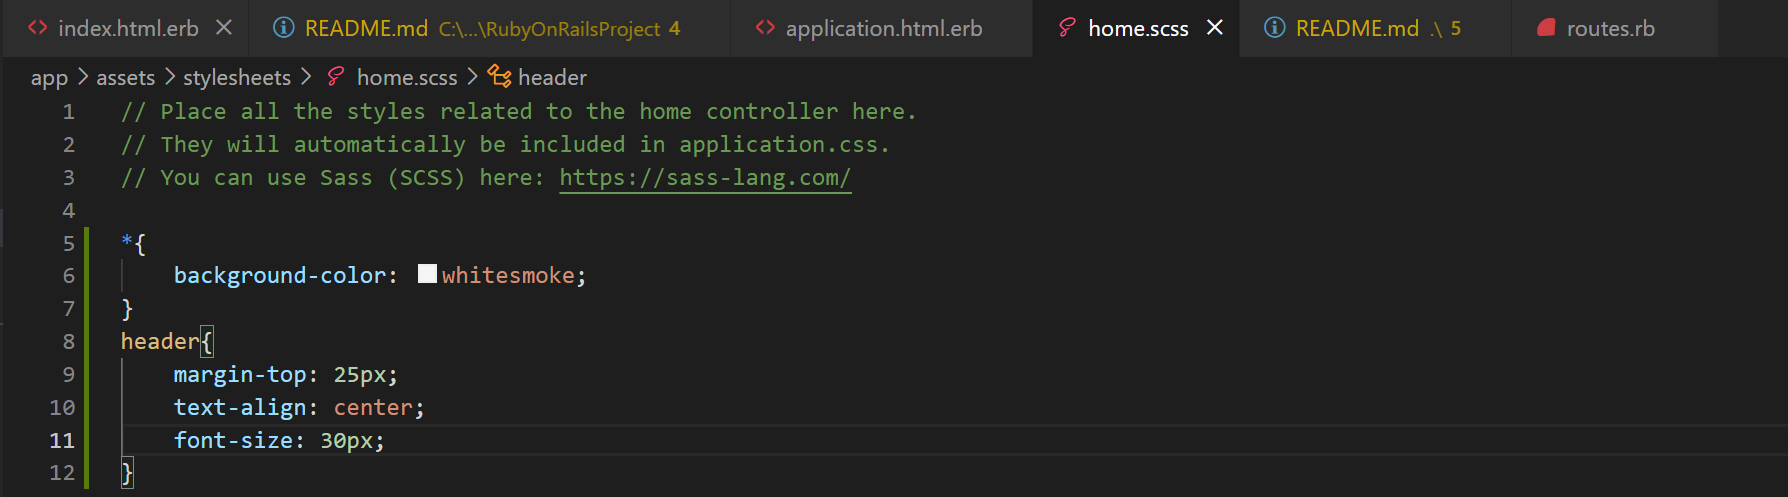 index.html.erb README.md C:\...\RubyOnRailsProject 4 application.html.erb home.scss README.md .\ 5 routes.rb
app > assets > stylesheets > home.scss > header
1 // Place all the styles related to the home controller here.
2 // They will automatically be included in application.css.
3 // You can use Sass (SCSS) here: https://sass-lang.com/
4
5 *{
6 background-color: whitesmoke;
7 }
8 header{
9 margin-top: 25px;
10 text-align: center;
11 font-size: 30px;
12 }